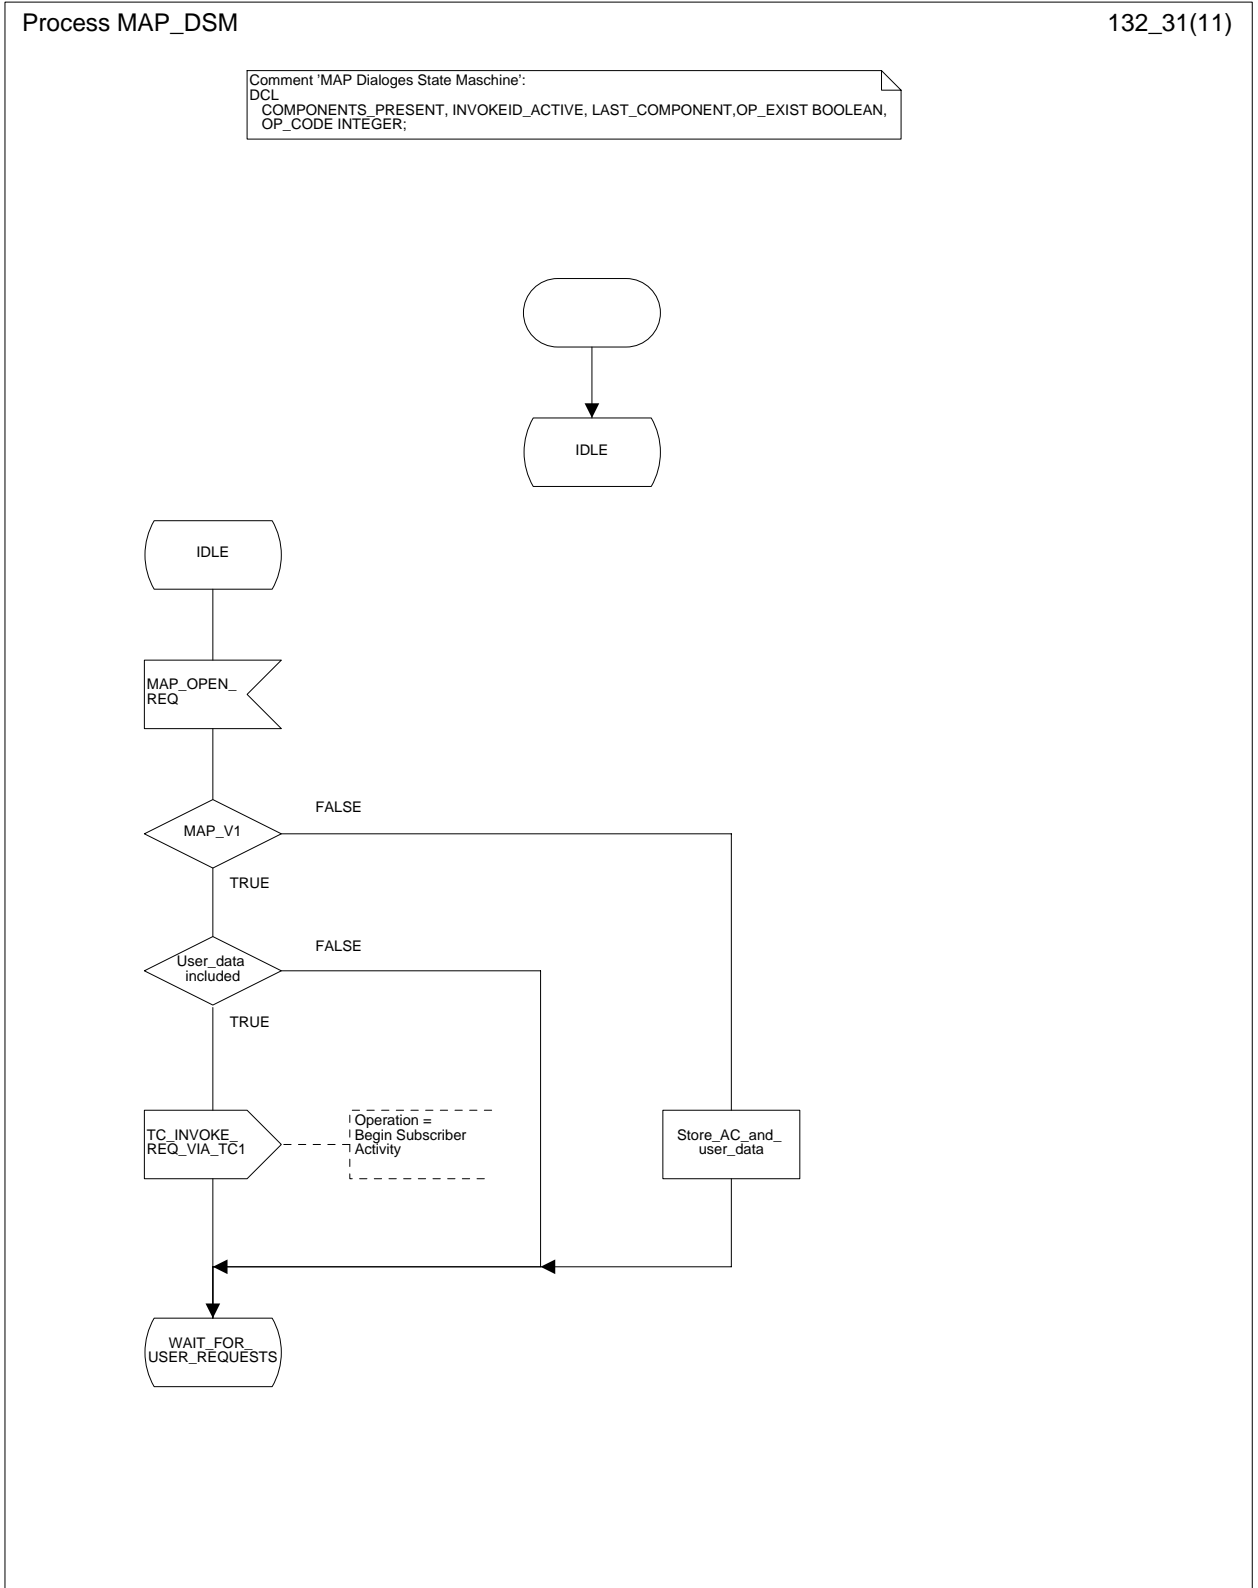 Process MAP_DSM
132_31(11)
Comment 'MAP Dialoges State Maschine':
DCL
COMPONENTS_PRESENT, INVOKEID_ACTIVE, LAST_COMPONENT,OP_EXIST BOOLEAN,
OP_CODE INTEGER;
IDLE
IDLE
MAP_OPEN_
REQ
FALSE
MAP_V1
TRUE
FALSE
User_data
included
TRUE
TC_INVOKE_
REQ_VIA_TC1
Operation =
Begin Subscriber
Activity
Store_AC_and_
user_data
WAIT_FOR_
USER_REQUESTS